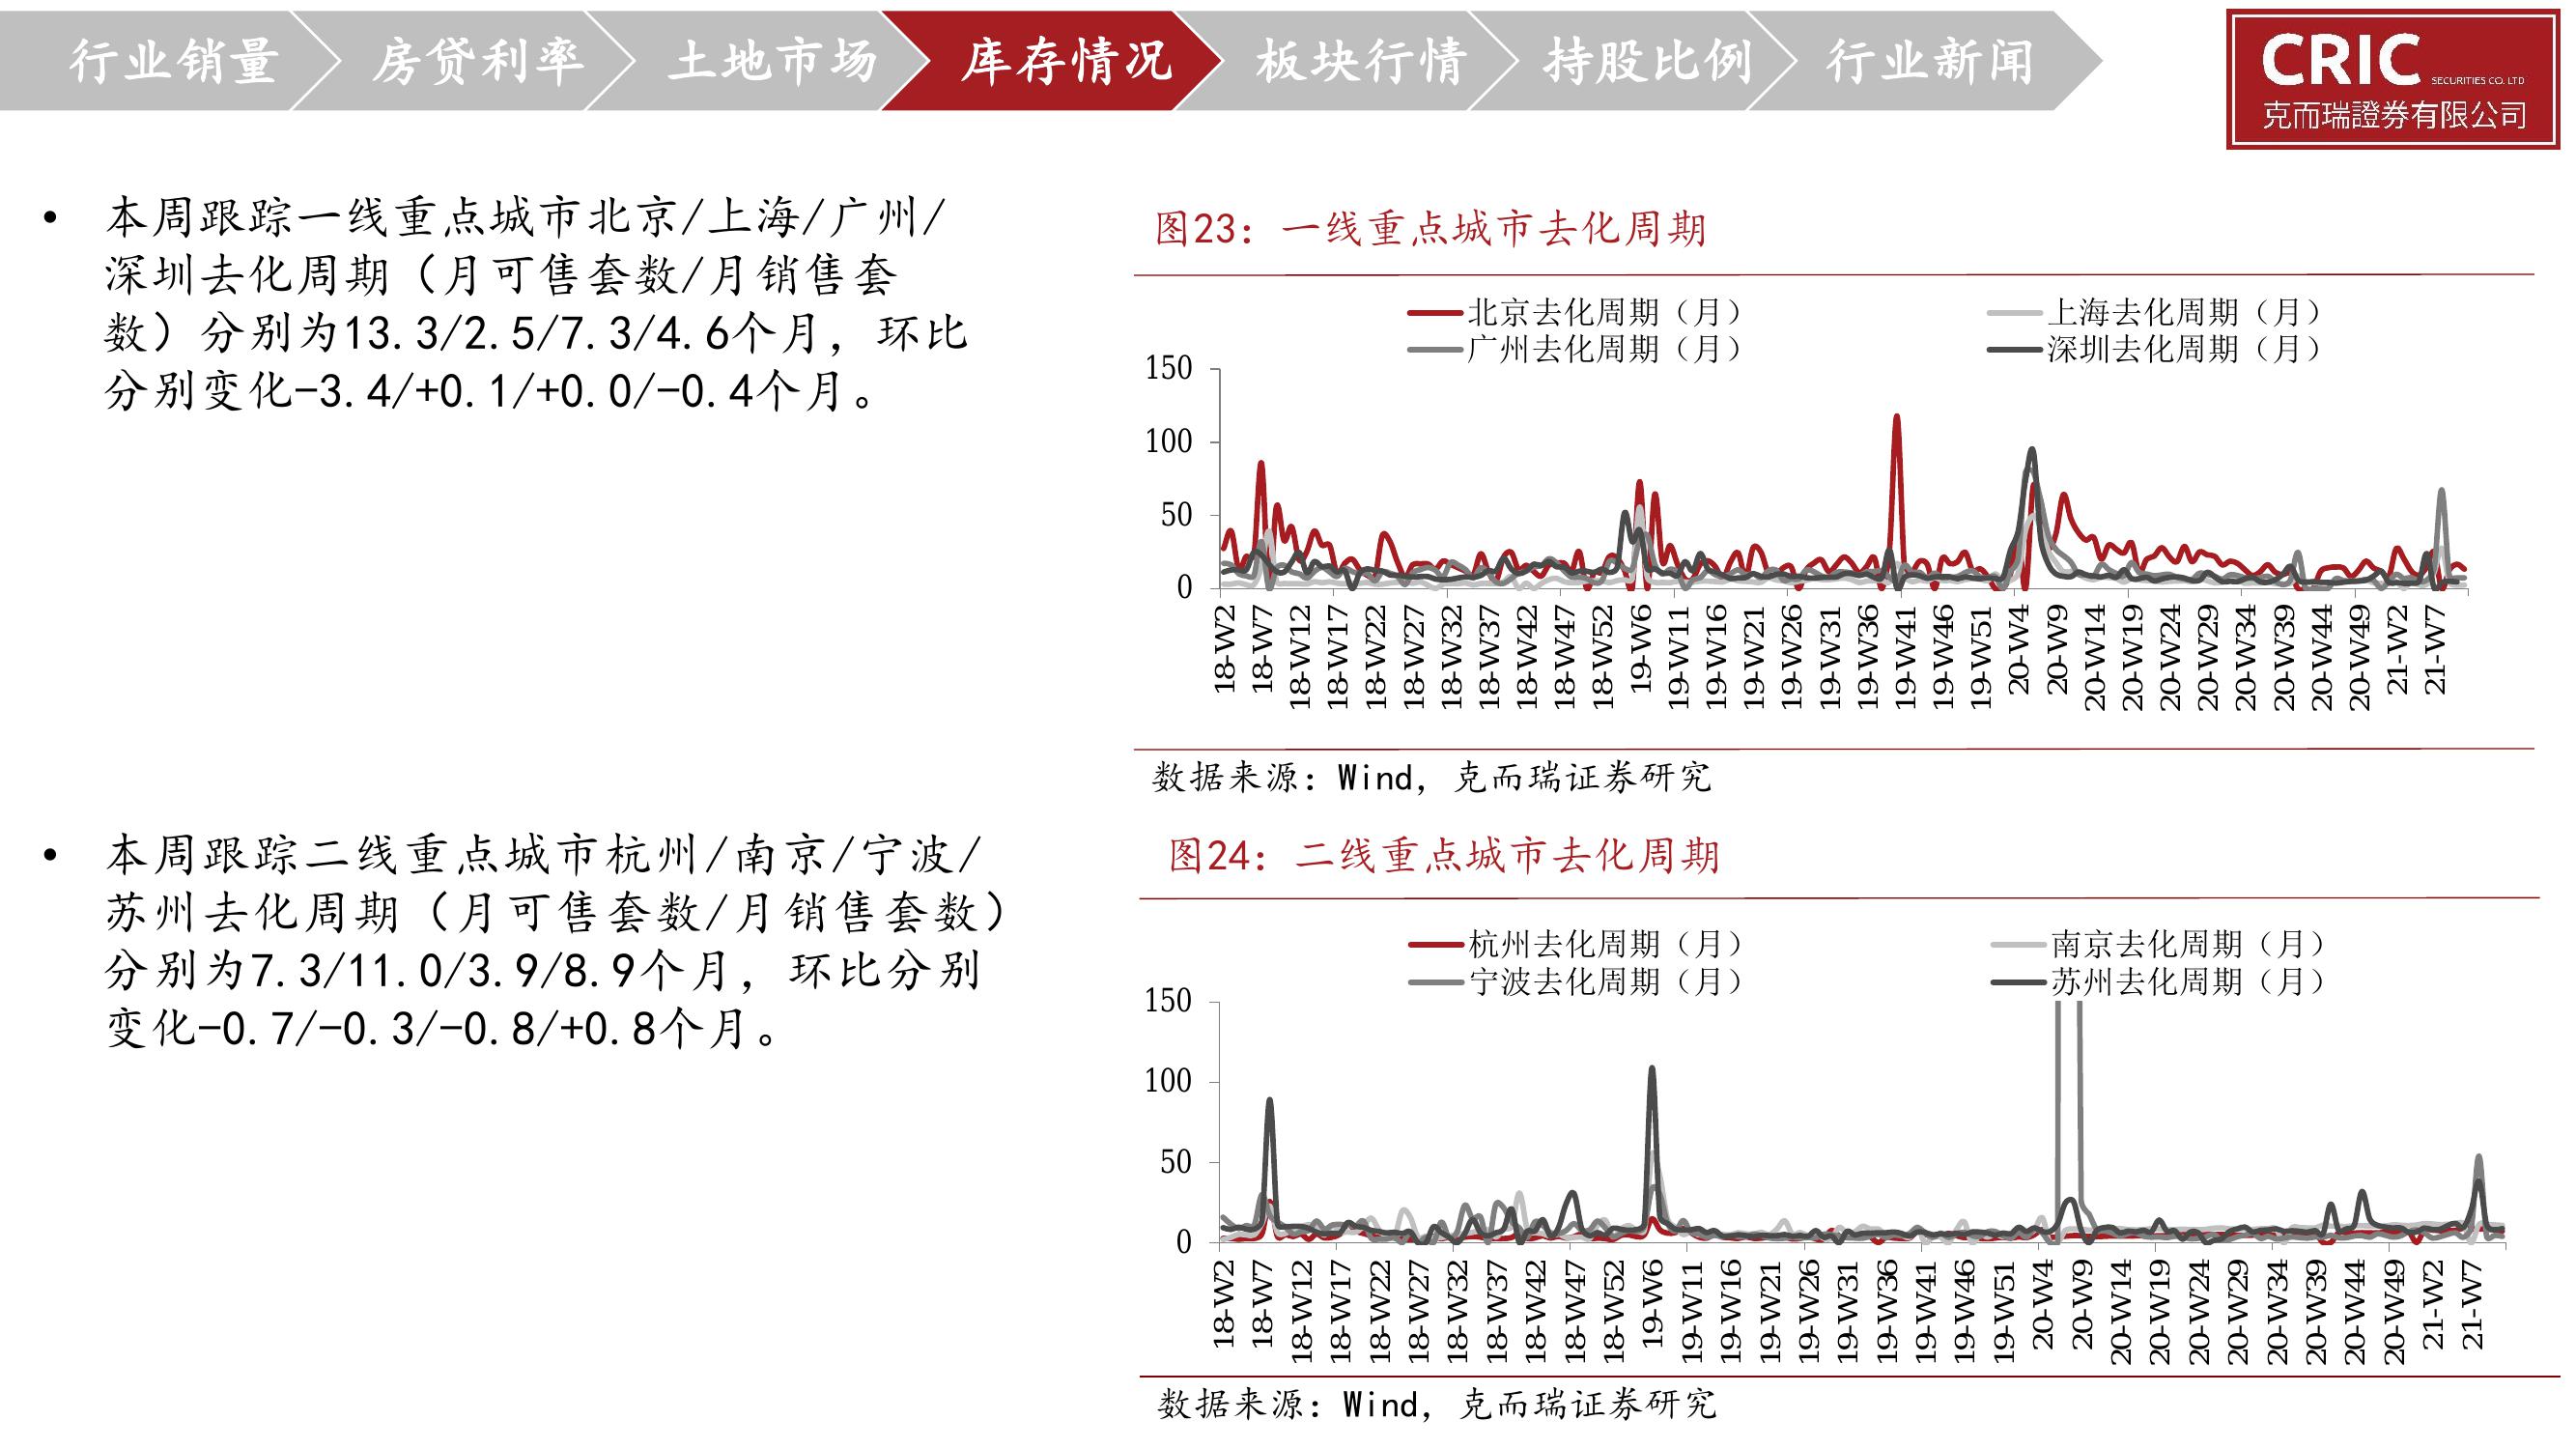 行业销量 房贷利率 土地市场 库存情况 板块行情 持股比例 行业新闻
CRIC SECURITIES CO. LTD
克而瑞證券有限公司
• 本周跟踪一线重点城市北京/上海/广州/
深圳去化周期（月可售套数/月销售套
数）分别为13.3/2.5/7.3/4.6个月，环比
分别变化-3.4/+0.1/+0.0/-0.4个月。
图23：一线重点城市去化周期
北京去化周期（月） 上海去化周期（月）
广州去化周期（月） 深圳去化周期（月）
150
100
50
0
18-W2 18-W7 18-W12 18-W17 18-W22 18-W27 18-W32 18-W37 18-W42 18-W47 18-W52 19-W6 19-W11 19-W16 19-W21 19-W26 19-W31 19-W36 19-W41 19-W46 19-W51 20-W4 20-W9 20-W14 20-W19 20-W24 20-W29 20-W34 20-W39 20-W44 20-W49 21-W2 21-W7
数据来源：Wind，克而瑞证券研究
• 本周跟踪二线重点城市杭州/南京/宁波/
苏州去化周期（月可售套数/月销售套数）
分别为7.3/11.0/3.9/8.9个月，环比分别
变化-0.7/-0.3/-0.8/+0.8个月。
图24：二线重点城市去化周期
杭州去化周期（月） 南京去化周期（月）
宁波去化周期（月） 苏州去化周期（月）
150
100
50
0
18-W2 18-W7 18-W12 18-W17 18-W22 18-W27 18-W32 18-W37 18-W42 18-W47 18-W52 19-W6 19-W11 19-W16 19-W21 19-W26 19-W31 19-W36 19-W41 19-W46 19-W51 20-W4 20-W9 20-W14 20-W19 20-W24 20-W29 20-W34 20-W39 20-W44 20-W49 21-W2 21-W7
数据来源：Wind，克而瑞证券研究